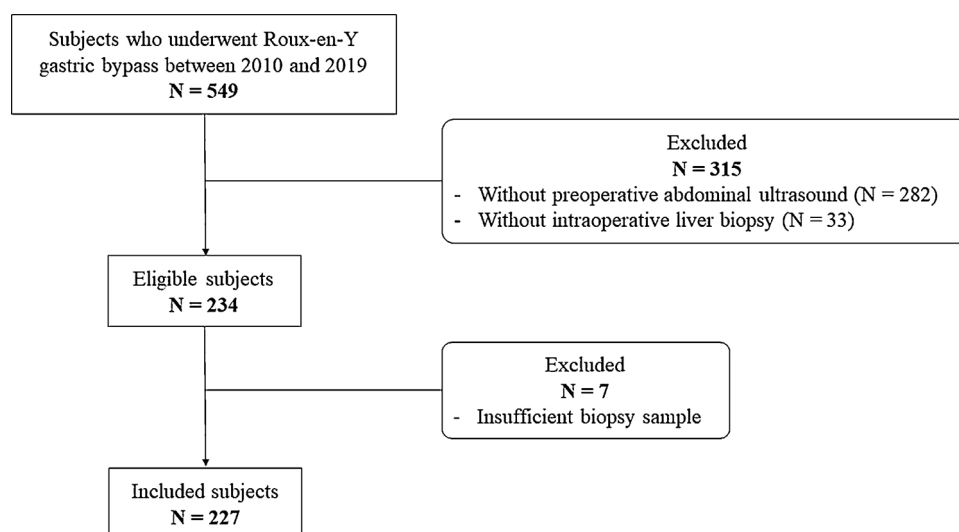 Subjects who underwent Roux-en-Y
gastric bypass between 2010 and 2019
N = 549
Excluded
N = 315
- Without preoperative abdominal ultrasound (N = 282)
- Without intraoperative liver biopsy (N = 33)
Eligible subjects
N = 234
Excluded
N = 7
- Insufficient biopsy sample
Included subjects
N = 227